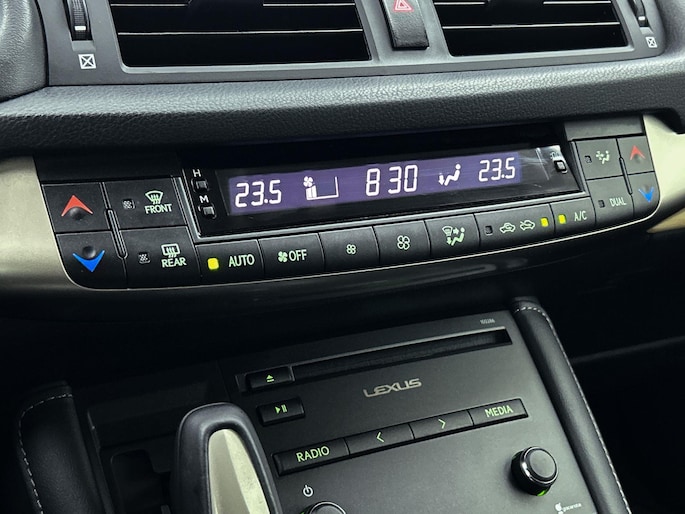 H
M
23.5 8:30 23.5
FRONT
REAR
AUTO OFF A/C DUAL
LEXUS
RADIO < > MEDIA